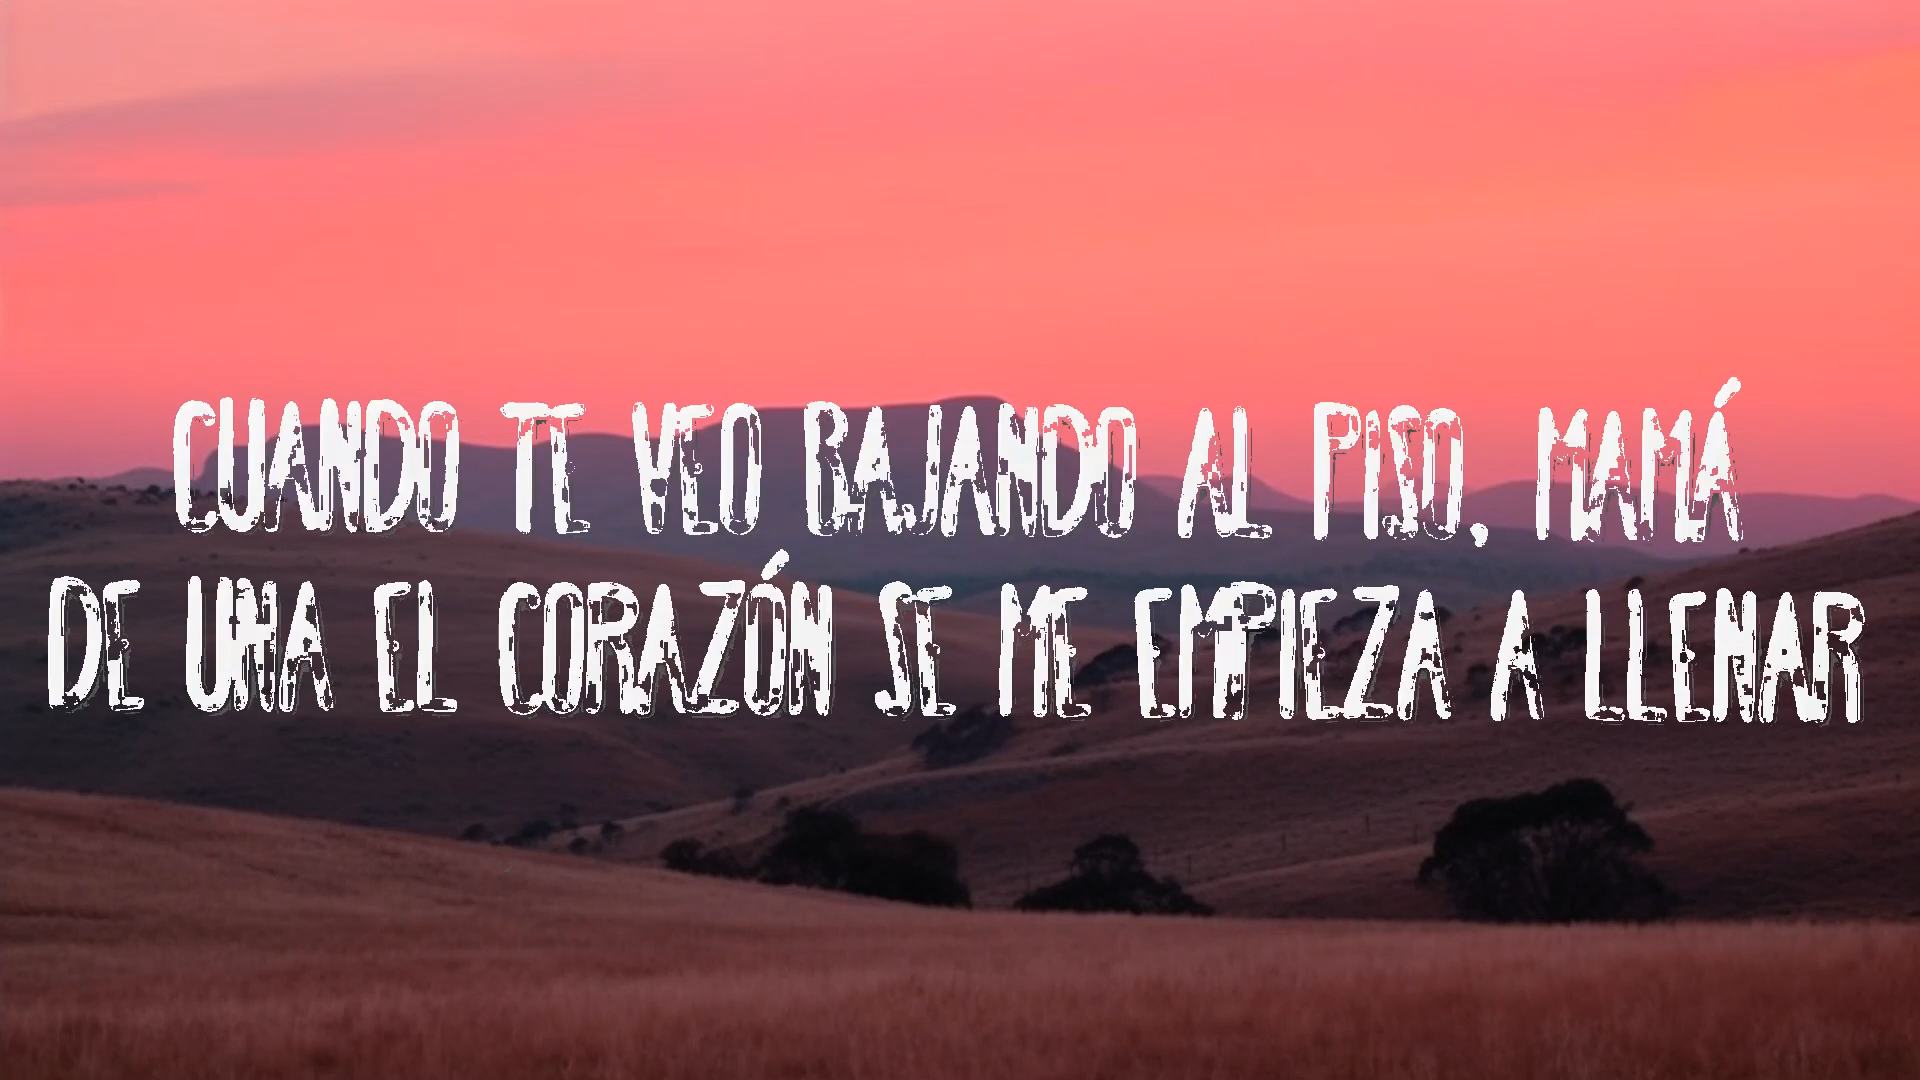 CUANDO TE VEO BAJANDO AL PISO, MAMÁ
DE UNA EL CORAZÓN SE ME EMPIEZA A LLENAR